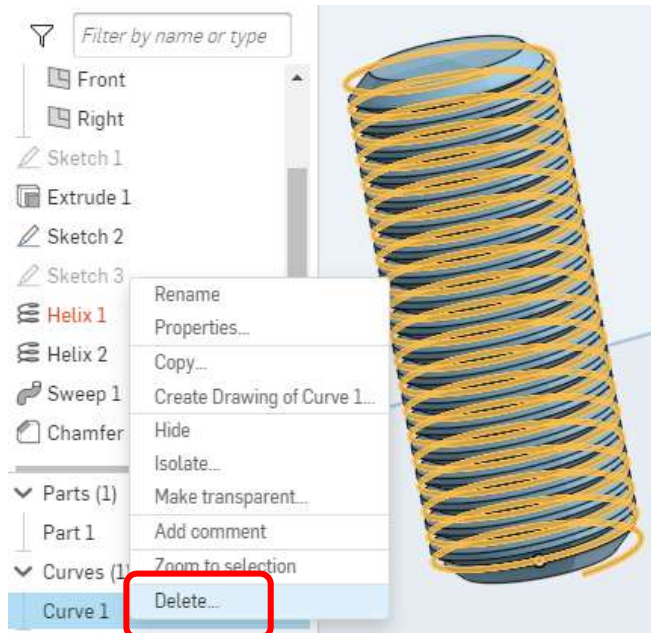 Filter by name or type
Front
Right
Sketch 1
Extrude 1
Sketch 2
Sketch 3
Helix 1
Helix 2
Sweep 1
Chamfer
Parts (1)
Part 1
Curves (1)
Curve 1
Rename
Properties...
Copy...
Create Drawing of Curve 1...
Hide
Isolate...
Make transparent...
Add comment
Zoom to selection
Delete...